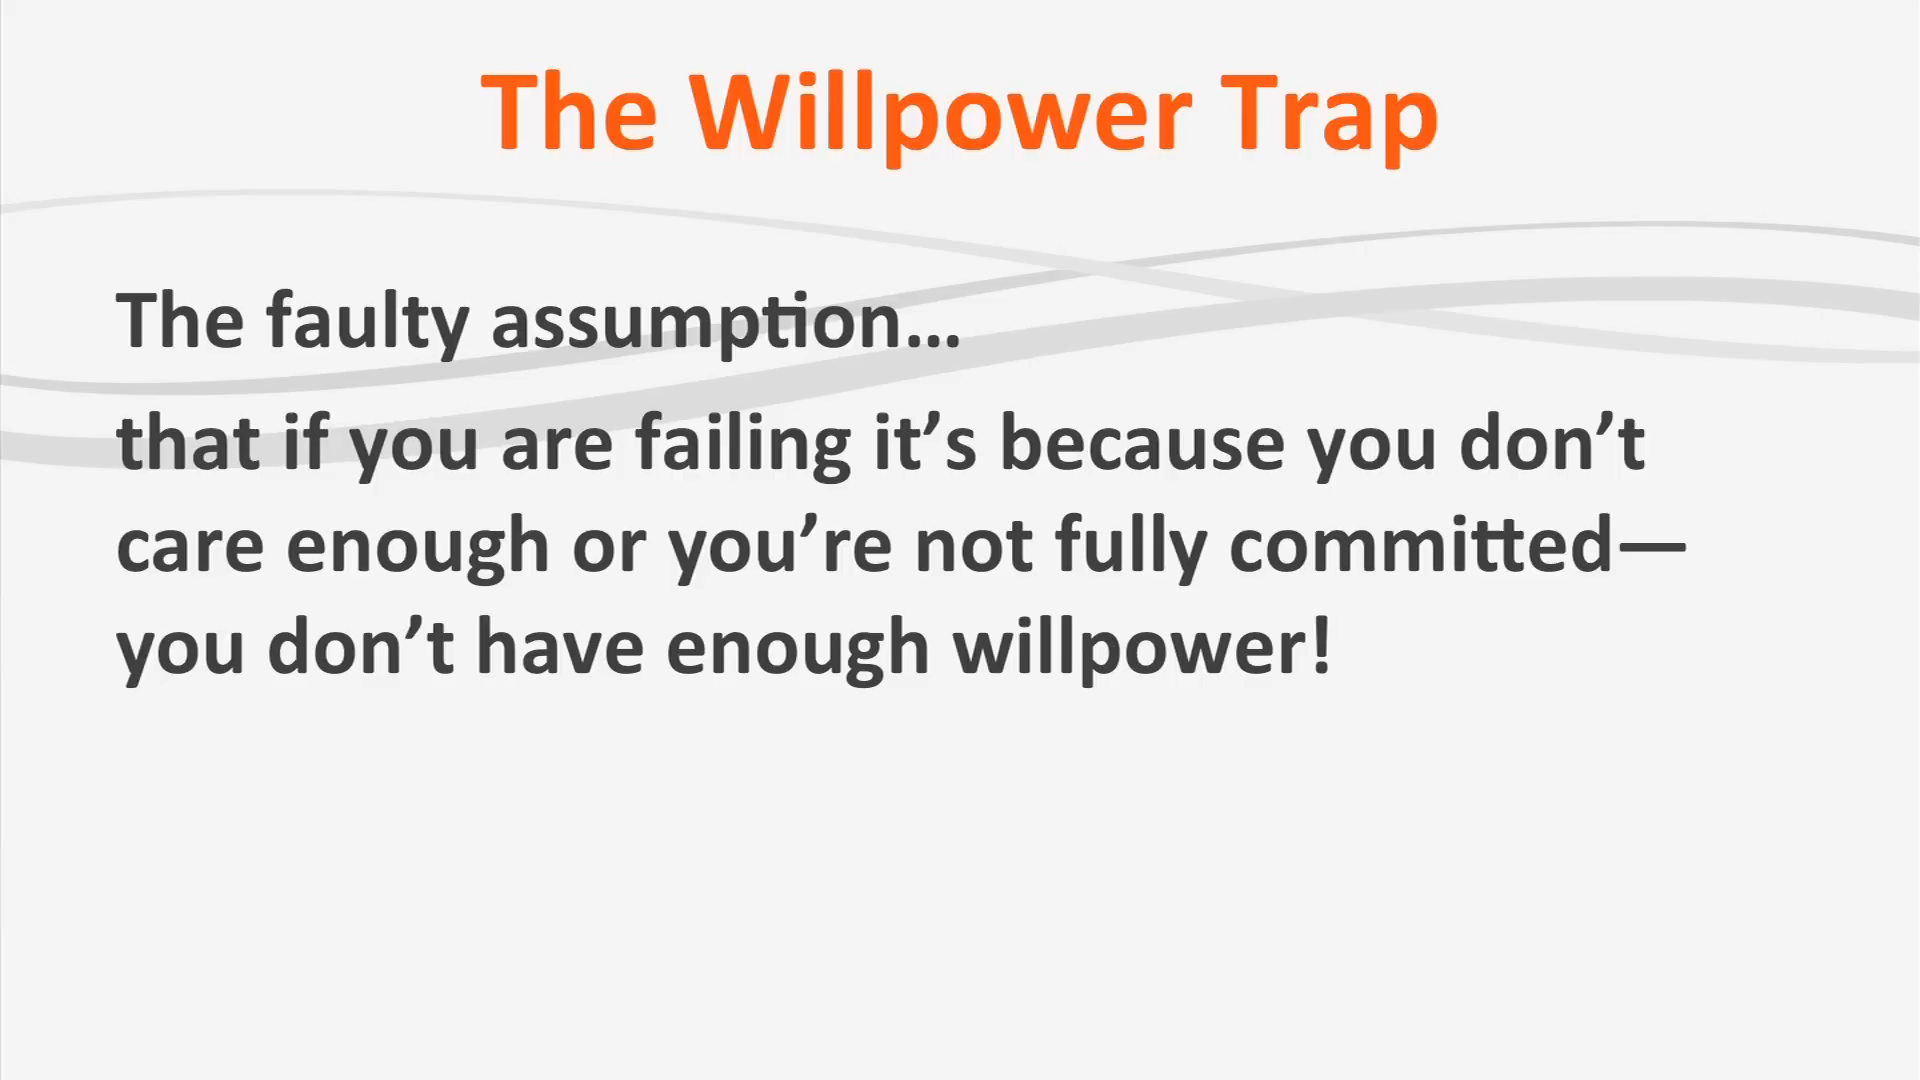 The Willpower Trap
The faulty assumption...
that if you are failing it’s because you don’t
care enough or you’re not fully committed—
you don’t have enough willpower!